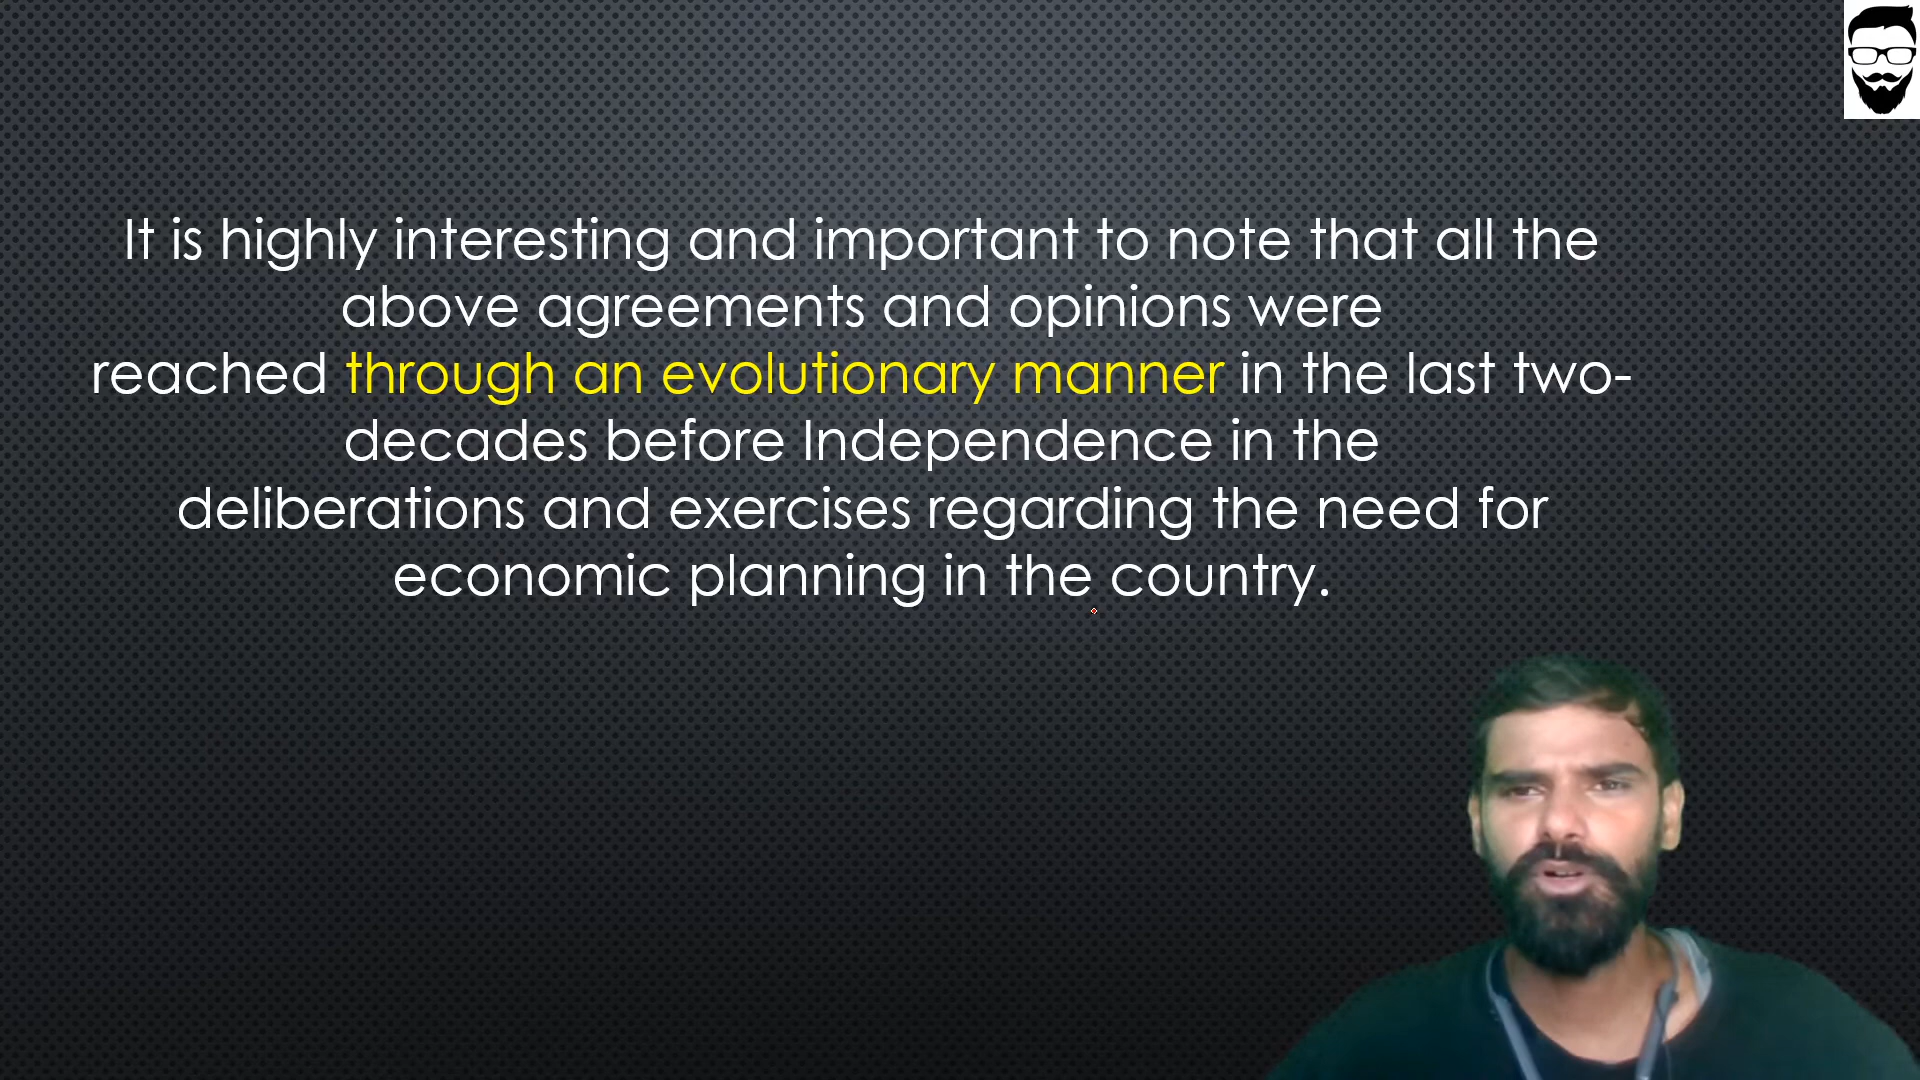 It is highly interesting and important to note that all the
above agreements and opinions were
reached through an evolutionary manner in the last two-
decades before Independence in the
deliberations and exercises regarding the need for
economic planning in the country.